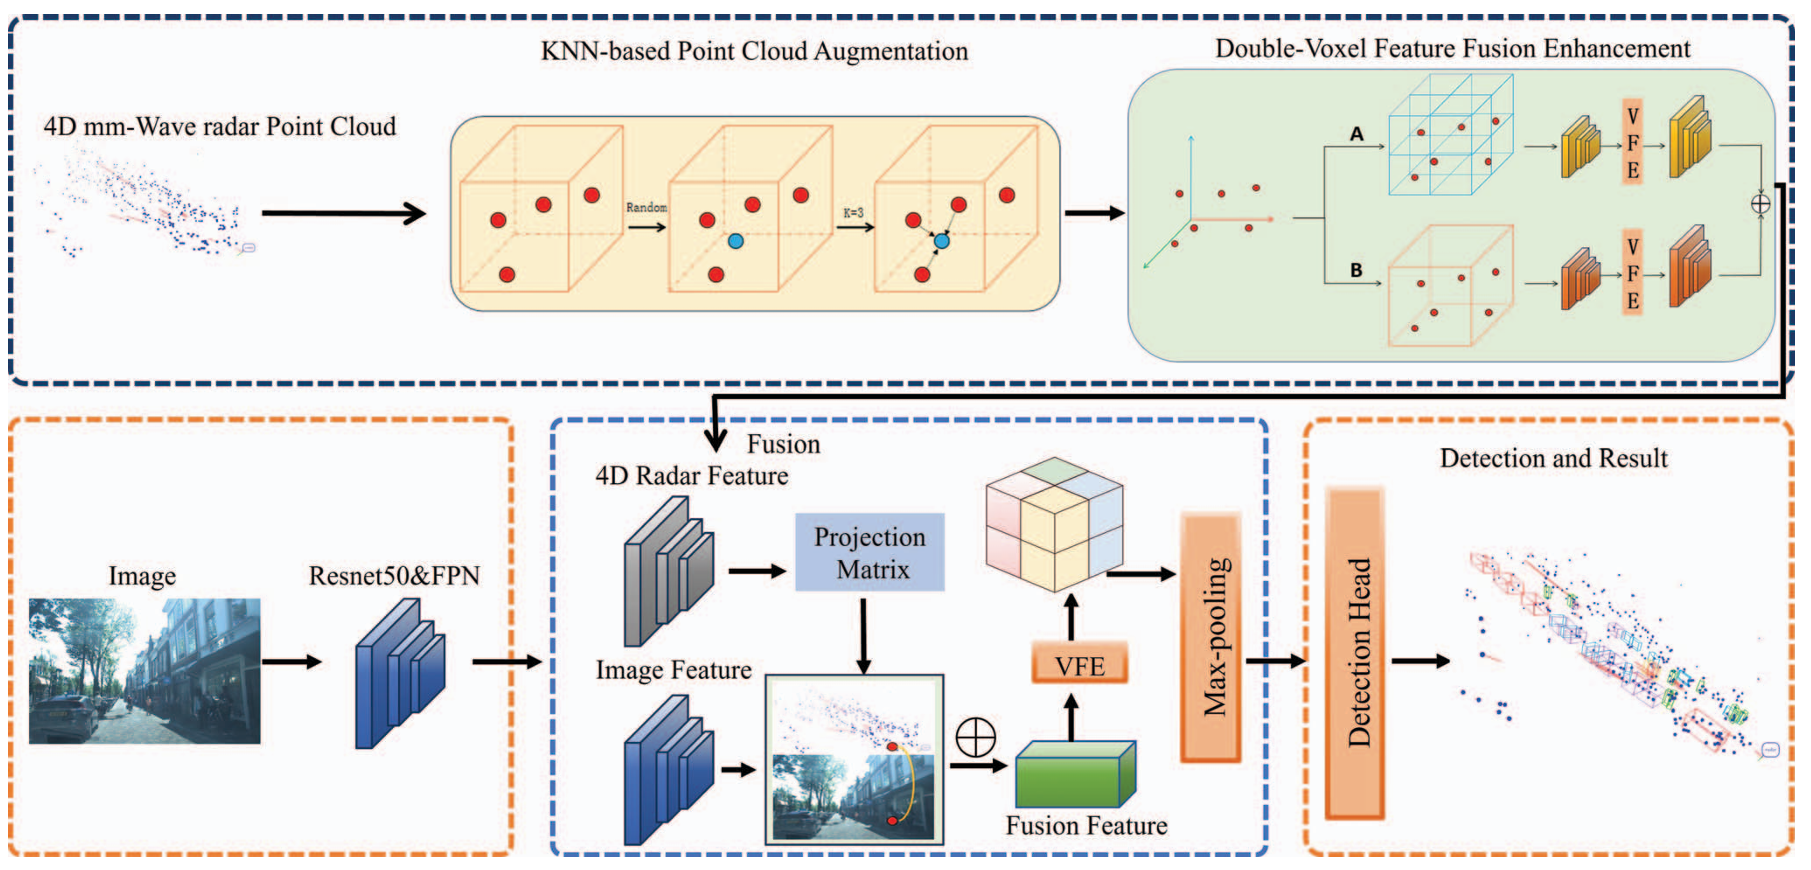 KNN-based Point Cloud Augmentation
Double-Voxel Feature Fusion Enhancement
4D mm-Wave radar Point Cloud
Random
K=3
A
B
V
F
E
V
F
E
Fusion
4D Radar Feature
Projection
Matrix
Image Feature
VFE
Fusion Feature
Max-pooling
Image
Resnet50&FPN
Detection and Result
Detection Head